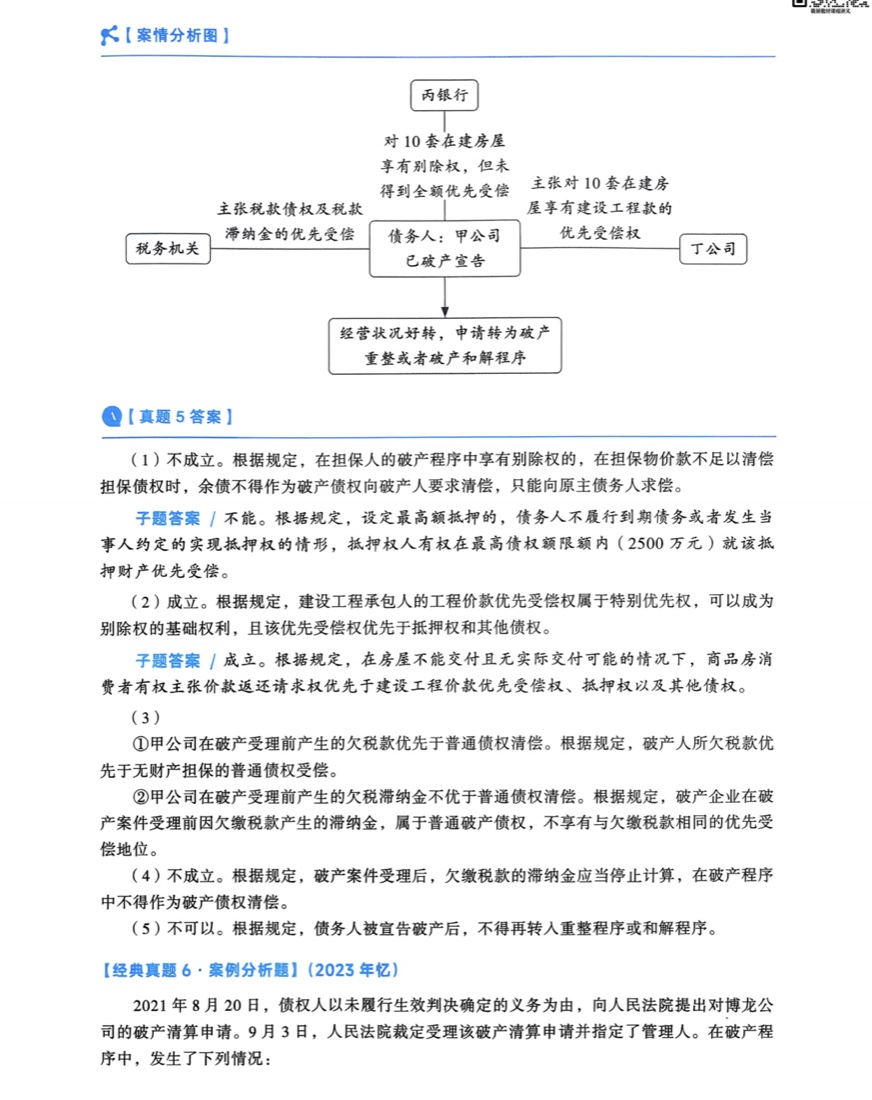 【案情分析图】
丙银行
对 10 套在建房屋
享有别除权，但未
得到全额优先受偿
主张税款债权及税款
滞纳金的优先受偿
主张对 10 套在建房
屋享有建设工程款的
优先受偿权
税务机关
债务人：甲公司
已破产宣告
丁公司
经营状况好转，申请转为破产
重整或者破产和解程序
【真题 5 答案】
（1）不成立。根据规定，在担保人的破产程序中享有别除权的，在担保物价款不足以清偿
担保债权时，余债不得作为破产债权向破产人要求清偿，只能向原主债务人求偿。
子题答案 / 不能。根据规定，设定最高额抵押的，债务人不履行到期债务或者发生当
事人约定的实现抵押权的情形，抵押权人有权在最高债权额限额内（2500 万元）就该抵
押财产优先受偿。
（2）成立。根据规定，建设工程承包人的工程价款优先受偿权属于特别优先权，可以成为
别除权的基础权利，且该优先受偿权优先于抵押权和其他债权。
子题答案 / 成立。根据规定，在房屋不能交付且无实际交付可能的情况下，商品房消
费者有权主张价款返还请求权优先于建设工程价款优先受偿权、抵押权以及其他债权。
（3）
①甲公司在破产受理前产生的欠税款优先于普通债权清偿。根据规定，破产人所欠税款优
先于无财产担保的普通债权受偿。
②甲公司在破产受理前产生的欠税滞纳金不优于普通债权清偿。根据规定，破产企业在破
产案件受理前因欠缴税款产生的滞纳金，属于普通破产债权，不享有与欠缴税款相同的优先受
偿地位。
（4）不成立。根据规定，破产案件受理后，欠缴税款的滞纳金应当停止计算，在破产程序
中不得作为破产债权清偿。
（5）不可以。根据规定，债务人被宣告破产后，不得再转入重整程序或和解程序。
【经典真题 6 · 案例分析题】（2023 年忆）
2021 年 8 月 20 日，债权人以未履行生效判决确定的义务为由，向人民法院提出对博龙公
司的破产清算申请。9 月 3 日，人民法院裁定受理该破产清算申请并指定了管理人。在破产程
序中，发生了下列情况：